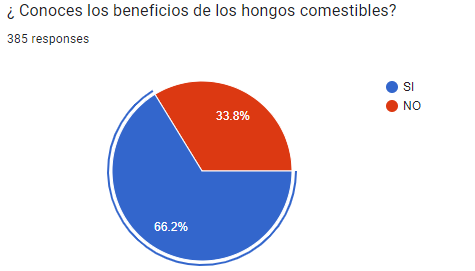 ¿ Conoces los beneficios de los hongos comestibles?
385 responses
SI
NO
33.8%
66.2%